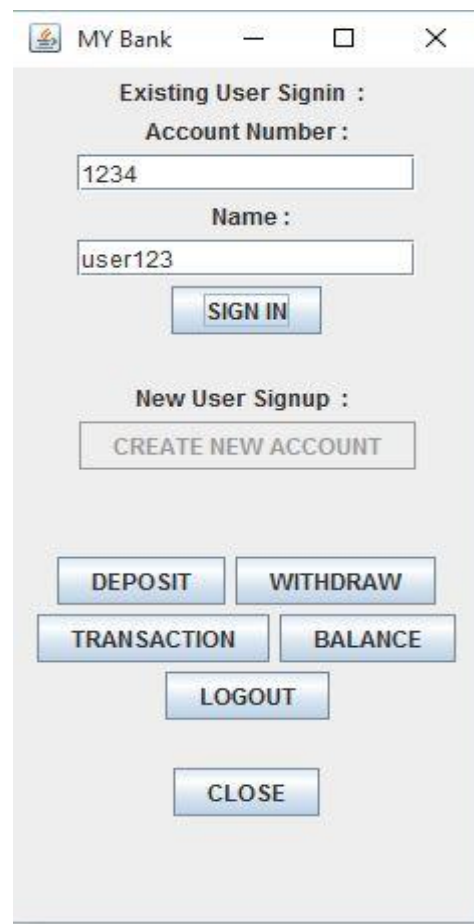 MY Bank
Existing User Signin :
Account Number :
1234
Name :
user123
SIGN IN
New User Signup :
CREATE NEW ACCOUNT
DEPOSIT WITHDRAW
TRANSACTION BALANCE
LOGOUT
CLOSE